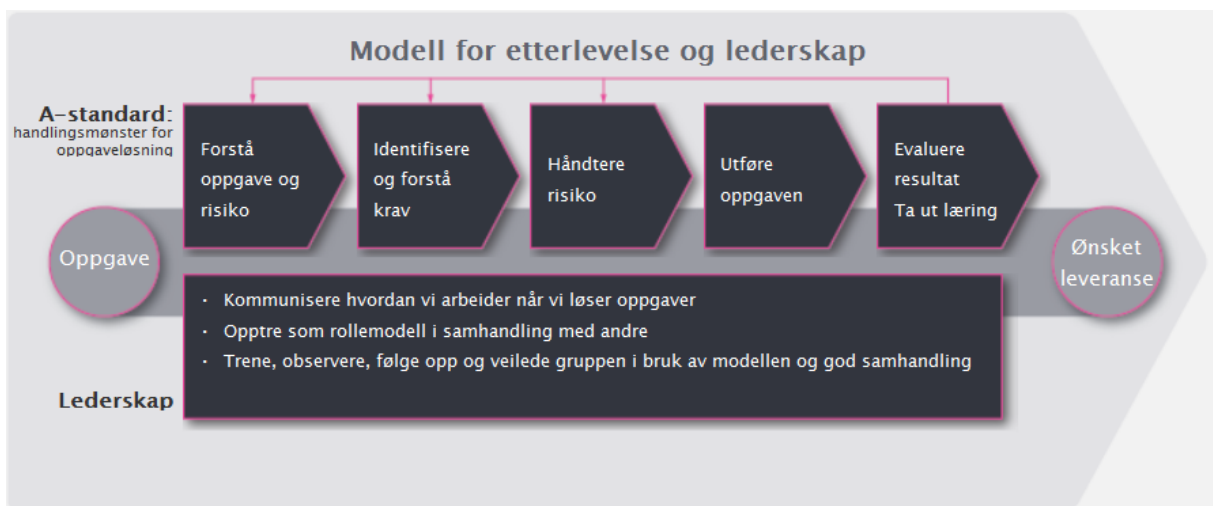 Modell for etterlevelse og lederskap
A-standard:
handlingsmønster for
oppgaveløsning
Forstå
oppgave og
risiko
Identifisere
og forstå
krav
Håndtere
risiko
Utføre
oppgaven
Evaluere
resultat
Ta ut læring
Oppgave
Ønsket
leveranse
· Kommunisere hvordan vi arbeider når vi løser oppgaver
· Opptre som rollemodell i samhandling med andre
· Trene, observere, følge opp og veilede gruppen i bruk av modellen og god samhandling
Lederskap